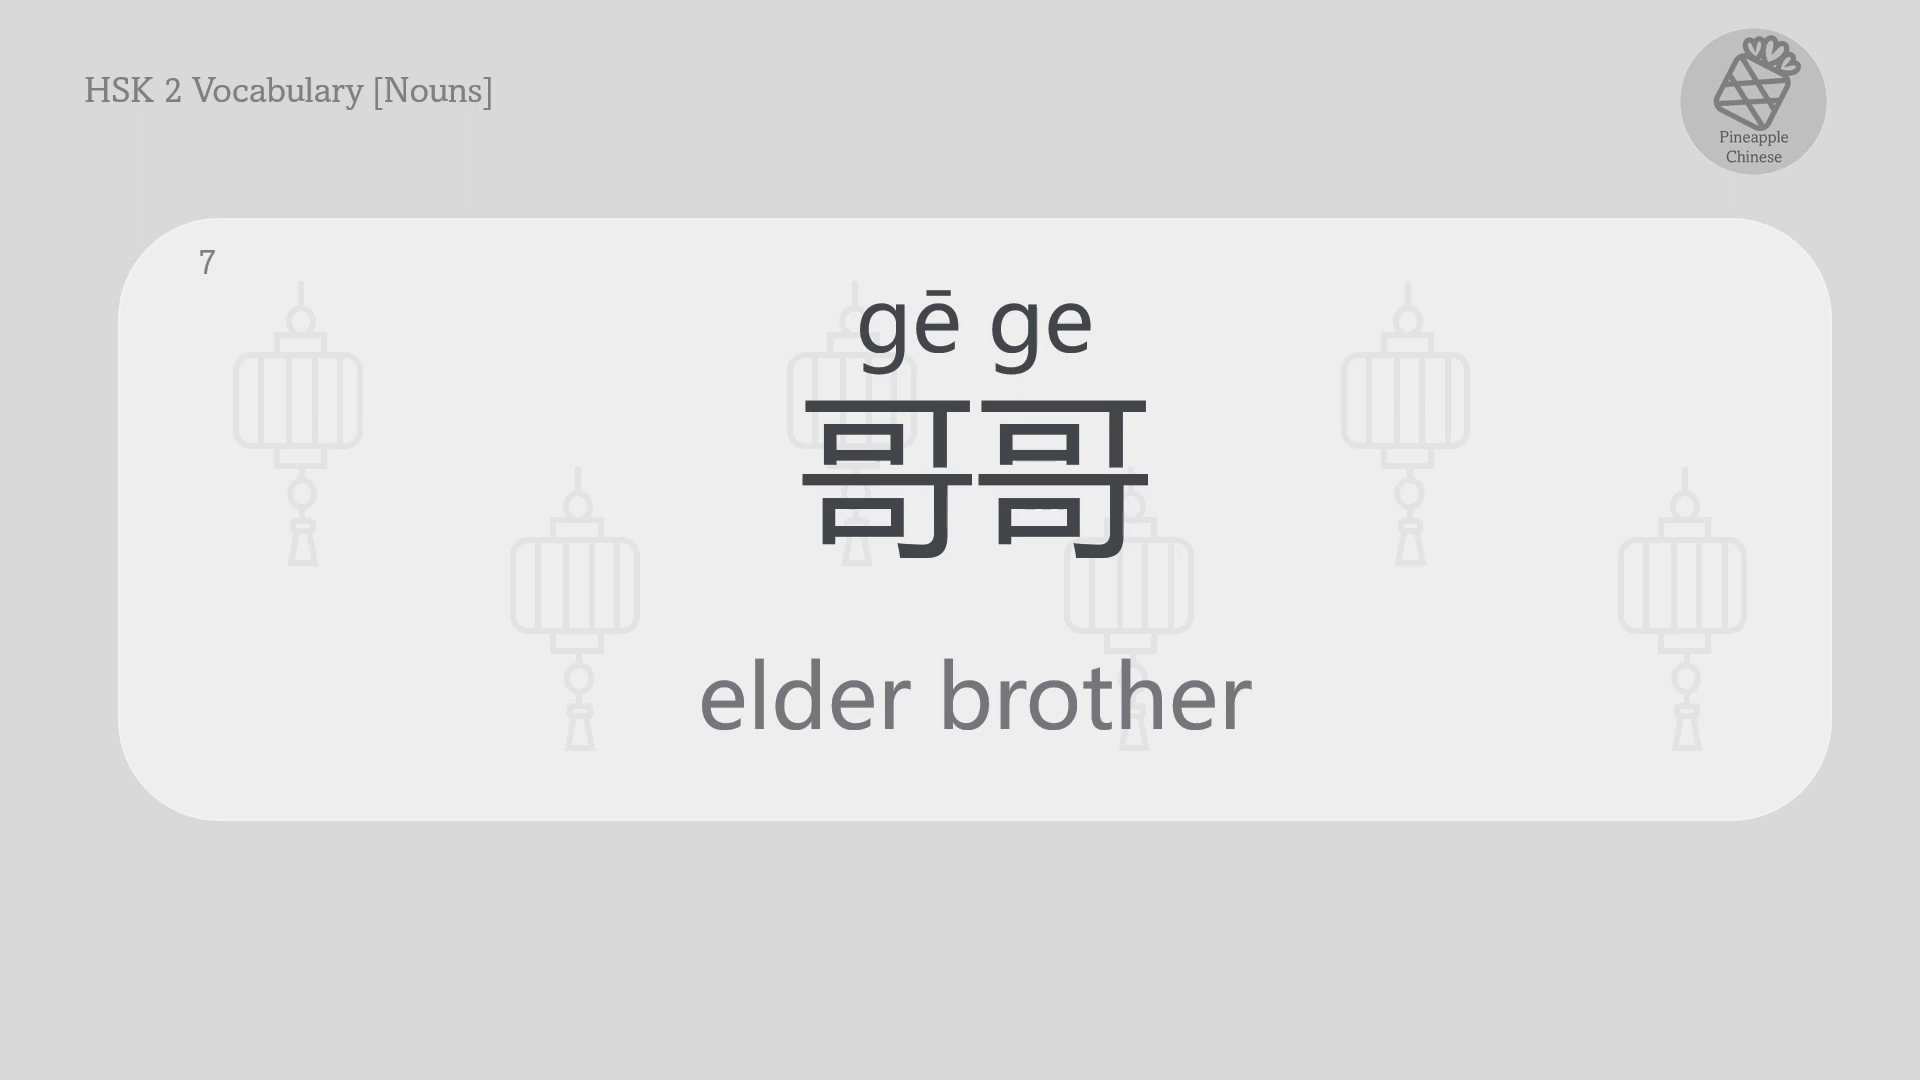 HSK 2 Vocabulary [Nouns]
Pineapple
Chinese
7
gē ge
哥哥
elder brother